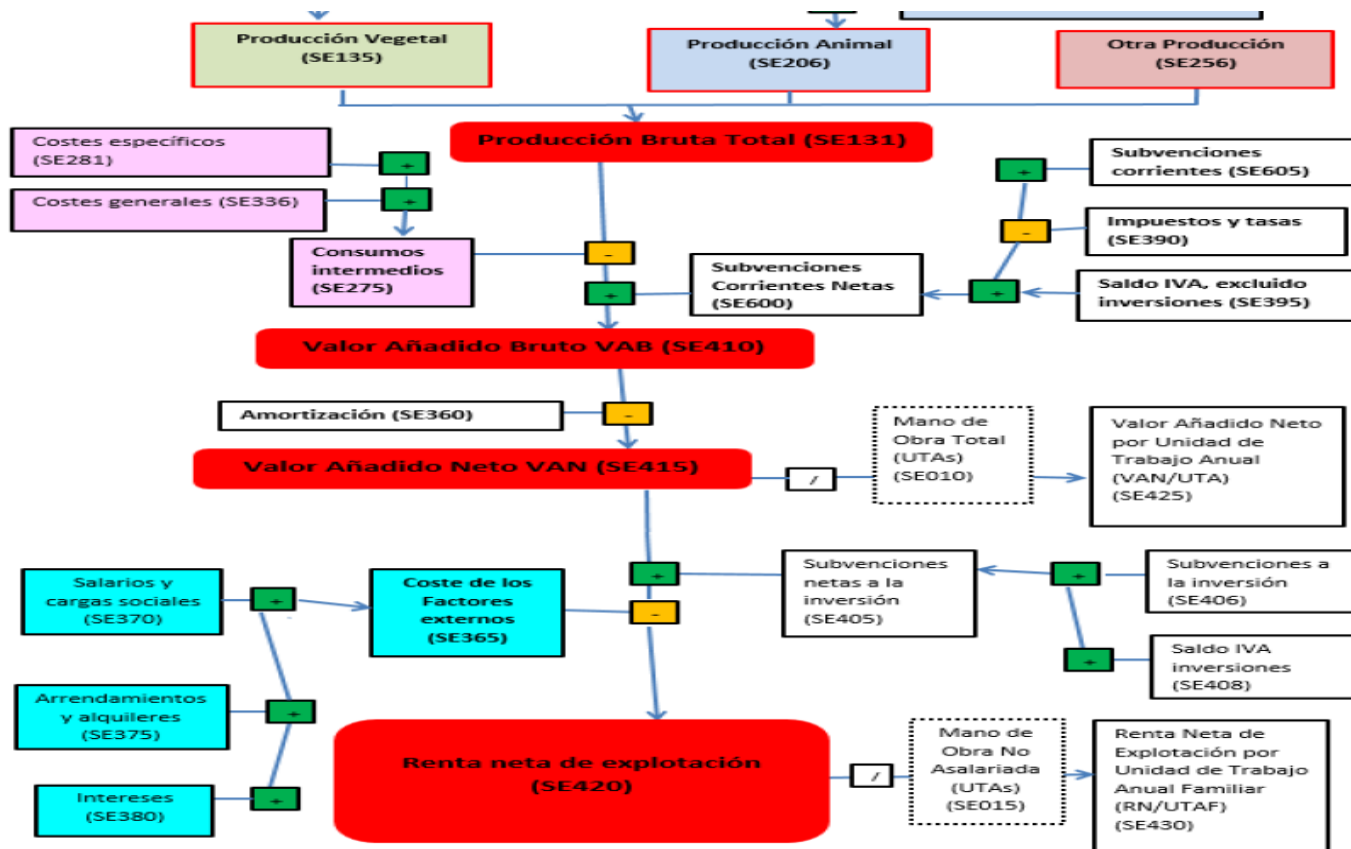 Producción Vegetal
(SE135)
Producción Animal
(SE206)
Otra Producción
(SE256)
Producción Bruta Total (SE131)
Costes específicos
(SE281)
+
Costes generales (SE336)
+
Consumos
intermedios
(SE275)
-
+
Subvenciones
corrientes (SE605)
+
Impuestos y tasas
(SE390)
-
Saldo IVA, excluido
inversiones (SE395)
+
Subvenciones
Corrientes Netas
(SE600)
Valor Añadido Bruto VAB (SE410)
Amortización (SE360)
-
Valor Añadido Neto VAN (SE415)
/
Mano de
Obra Total
(UTAs)
(SE010)
Valor Añadido Neto
por Unidad de
Trabajo Anual
(VAN/UTA)
(SE425)
Salarios y
cargas sociales
(SE370)
+
Coste de los
Factores
externos
(SE365)
+
-
Subvenciones
netas a la
inversión
(SE405)
+
Subvenciones a
la inversión
(SE406)
+
Saldo IVA
inversiones
(SE408)
Arrendamientos
y alquileres
(SE375)
+
Intereses
(SE380)
+
Renta neta de explotación
(SE420)
/
Mano de
Obra No
Asalariada
(UTAs)
(SE015)
Renta Neta de
Explotación por
Unidad de Trabajo
Anual Familiar
(RN/UTAF)
(SE430)